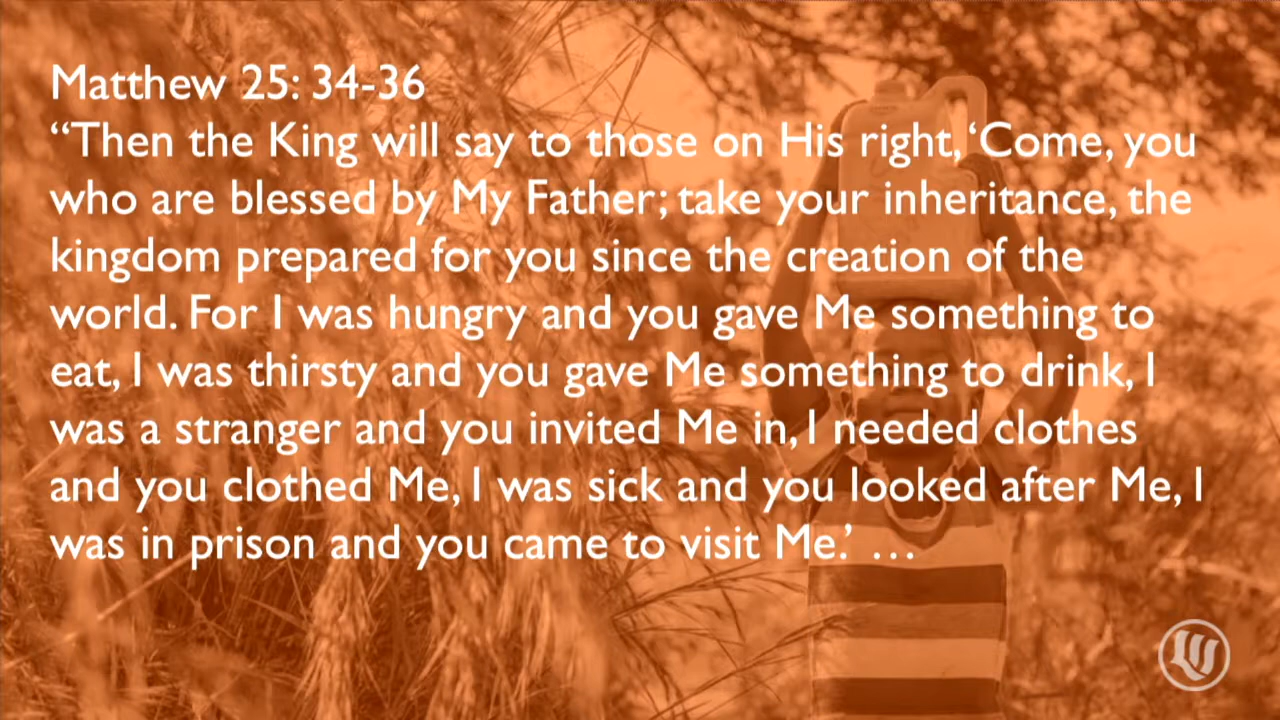 Matthew 25: 34-36
“Then the King will say to those on His right, ‘Come, you
who are blessed by My Father; take your inheritance, the
kingdom prepared for you since the creation of the
world. For I was hungry and you gave Me something to
eat, I was thirsty and you gave Me something to drink, I
was a stranger and you invited Me in, I needed clothes
and you clothed Me, I was sick and you looked after Me, I
was in prison and you came to visit Me.’ …